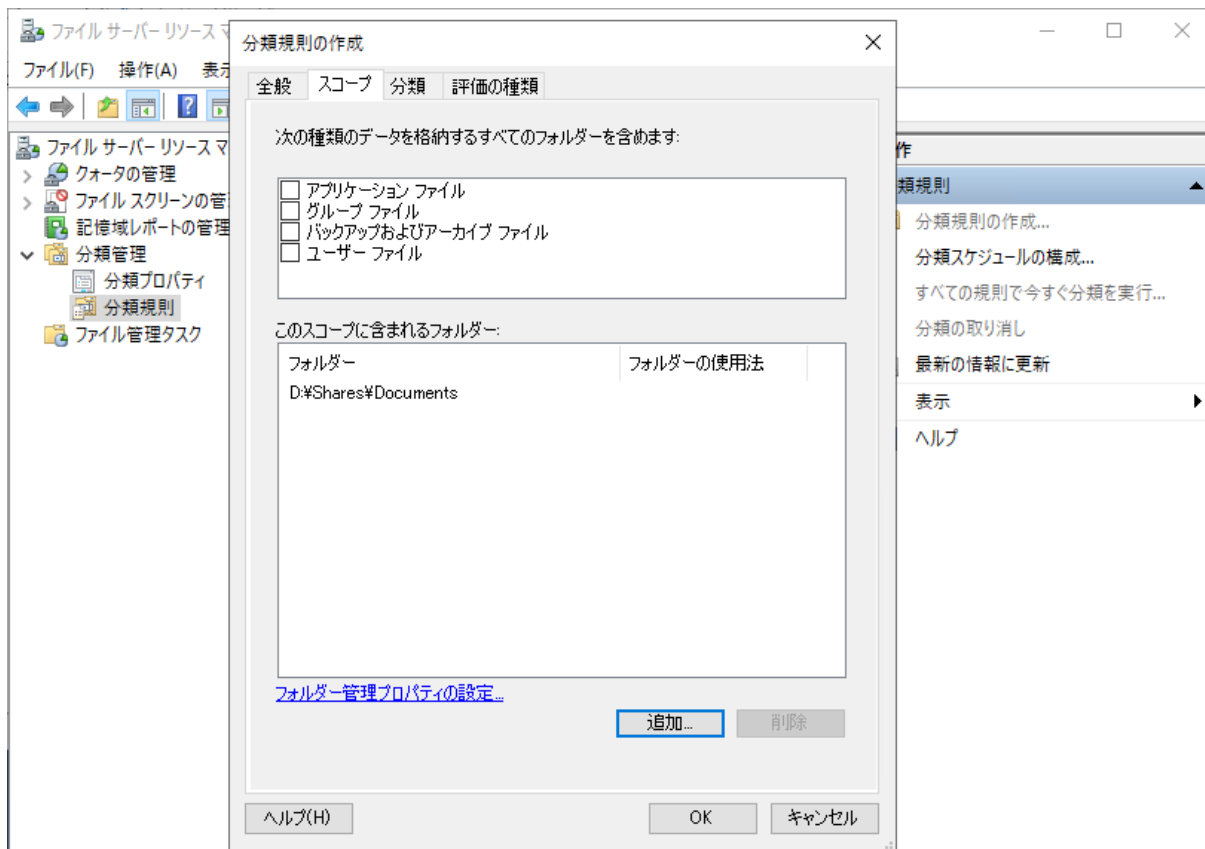 ファイル サーバー リソース マ
ファイル(F) 操作(A) 表示
ファイル サーバー リソース マ
クォータの管理
ファイル スクリーンの管理
記憶域レポートの管理
分類管理
分類プロパティ
分類規則
ファイル管理タスク
分類規則の作成
全般 スコープ 分類 評価の種類
次の種類のデータを格納するすべてのフォルダーを含めます:
アプリケーション ファイル
グループ ファイル
バックアップおよびアーカイブ ファイル
ユーザー ファイル
このスコープに含まれるフォルダー:
フォルダー フォルダーの使用法
D:¥Shares¥Documents
フォルダー管理プロパティの設定...
追加... 削除
ヘルプ(H) OK キャンセル
作
類規則
分類規則の作成...
分類スケジュールの構成...
すべての規則で今すぐ分類を実行...
分類の取り消し
最新の情報に更新
表示
ヘルプ